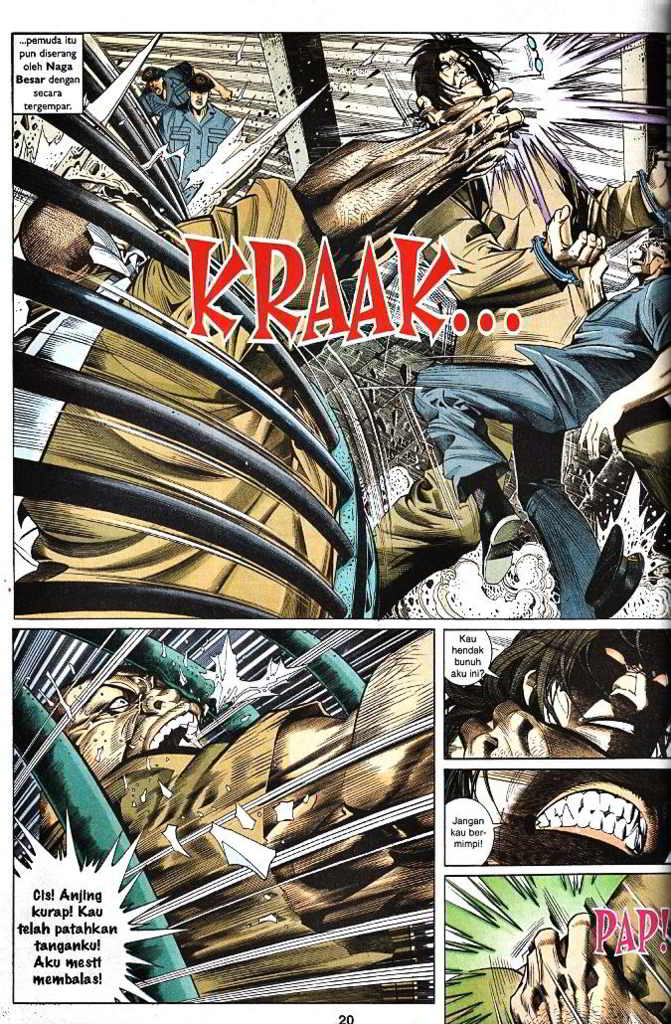 ...pemuda itu
pun diserang
oleh Naga
Besar dengan
secara
tergempar.
KRAAK...
Cis! Anjing
kurap! Kau
telah patahkan
tanganku!
Aku mesti
membalas!
Kau
hendak
bunuh
aku ini?
Jangan
kau ber-
mimpi!
PAP!
20